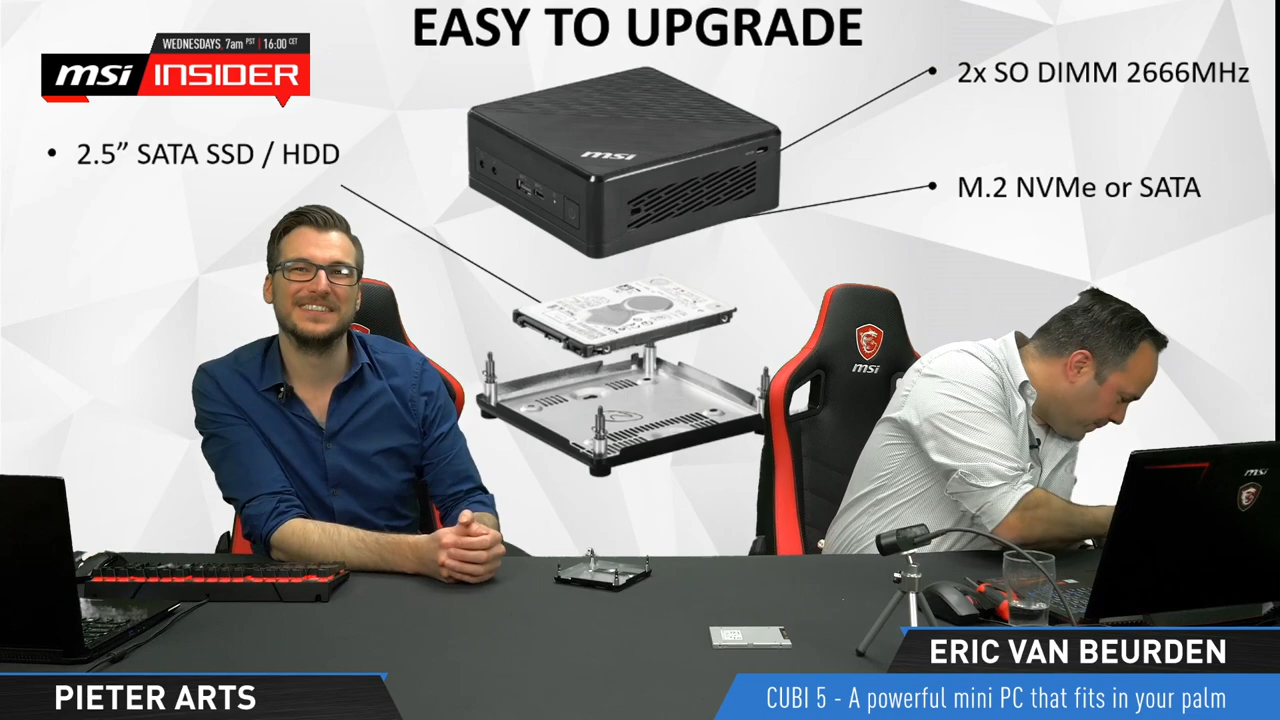 EASY TO UPGRADE
WEDNESDAYS, 7am PST | 16:00 CET
msi INSIDER
• 2x SO DIMM 2666MHz
• 2.5” SATA SSD / HDD
• M.2 NVMe or SATA
msi
msi
msi
ERIC VAN BEURDEN
PIETER ARTS
CUBI 5 - A powerful mini PC that fits in your palm